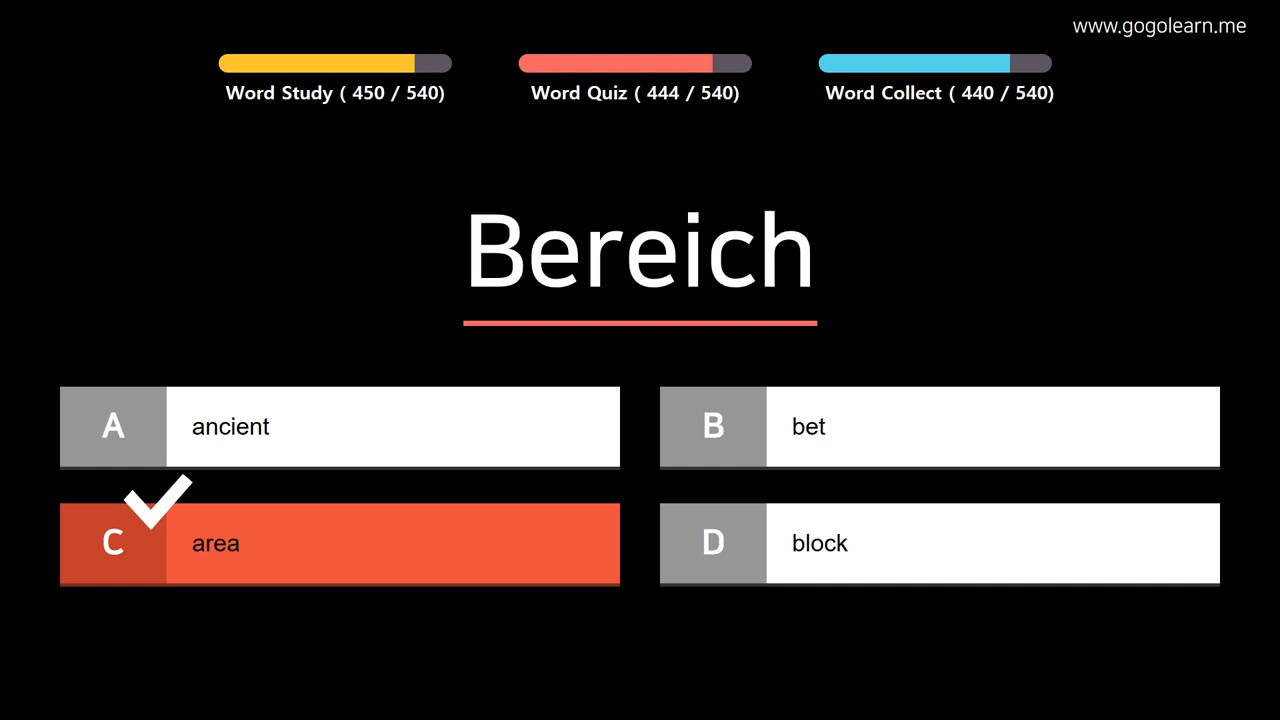 www.gogolearn.me
Word Study ( 450 / 540)
Word Quiz ( 444 / 540)
Word Collect ( 440 / 540)
Bereich
A ancient
B bet
C area
D block